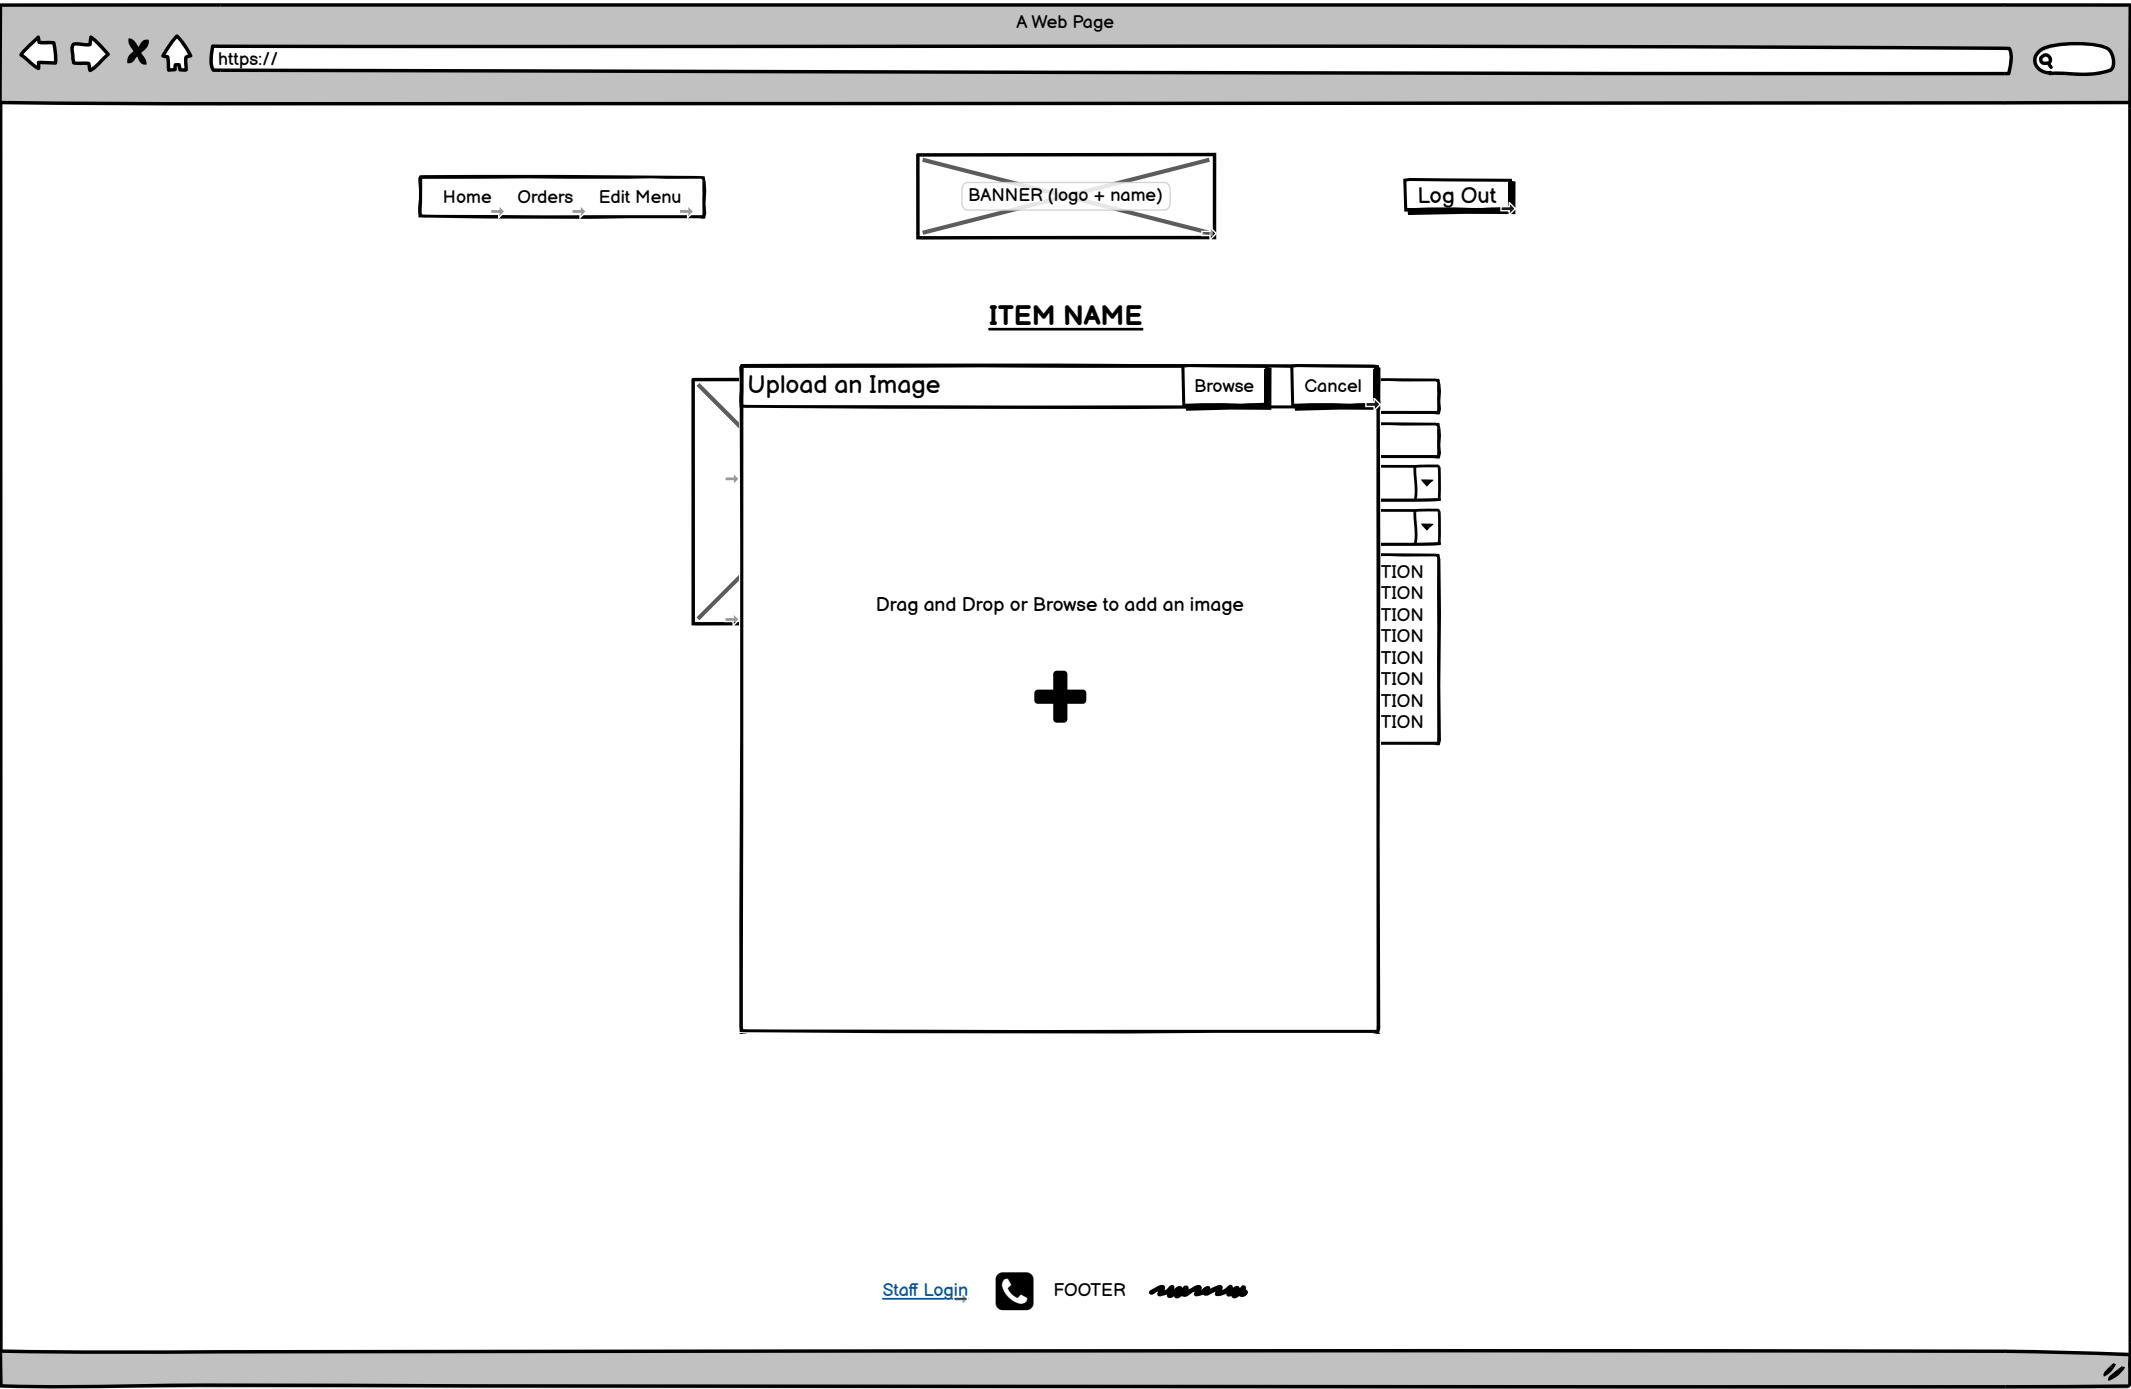 A Web Page
https://
Home Orders Edit Menu
BANNER (logo + name)
Log Out
ITEM NAME
Upload an Image
Browse
Cancel
Drag and Drop or Browse to add an image
TION
TION
TION
TION
TION
TION
TION
TION
Staff Login
FOOTER